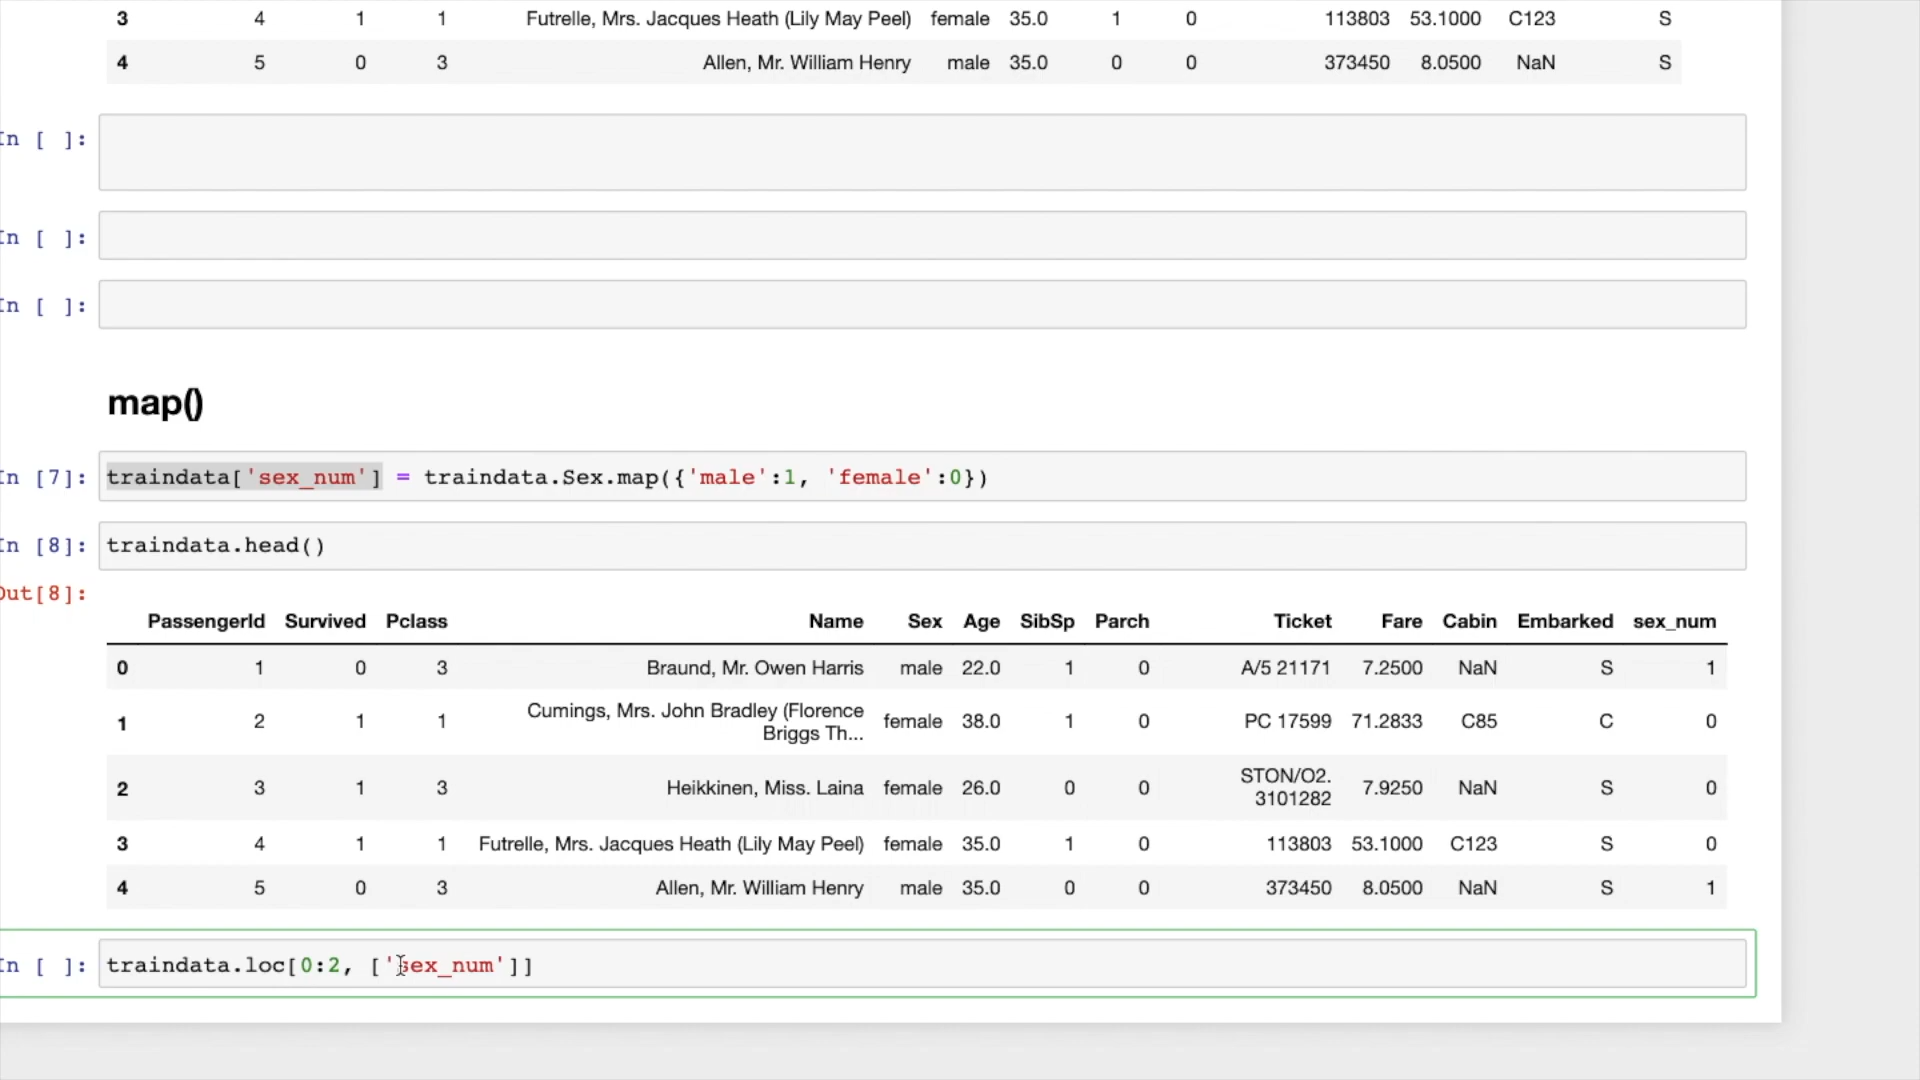 3 4 1 1 Futrelle, Mrs. Jacques Heath (Lily May Peel) female 35.0 1 0 113803 53.1000 C123 S
4 5 0 3 Allen, Mr. William Henry male 35.0 0 0 373450 8.0500 NaN S
In [ ]:
In [ ]:
In [ ]:
map()
In [7]: traindata['sex_num'] = traindata.Sex.map({'male':1, 'female':0})
In [8]: traindata.head()
Out[8]:
PassengerId Survived Pclass Name Sex Age SibSp Parch Ticket Fare Cabin Embarked sex_num
0 1 0 3 Braund, Mr. Owen Harris male 22.0 1 0 A/5 21171 7.2500 NaN S 1
1 2 1 1 Cumings, Mrs. John Bradley (Florence
Briggs Th... female 38.0 1 0 PC 17599 71.2833 C85 C 0
2 3 1 3 Heikkinen, Miss. Laina female 26.0 0 0 STON/O2.
3101282 7.9250 NaN S 0
3 4 1 1 Futrelle, Mrs. Jacques Heath (Lily May Peel) female 35.0 1 0 113803 53.1000 C123 S 0
4 5 0 3 Allen, Mr. William Henry male 35.0 0 0 373450 8.0500 NaN S 1
In [ ]: traindata.loc[0:2, ['sex_num']]